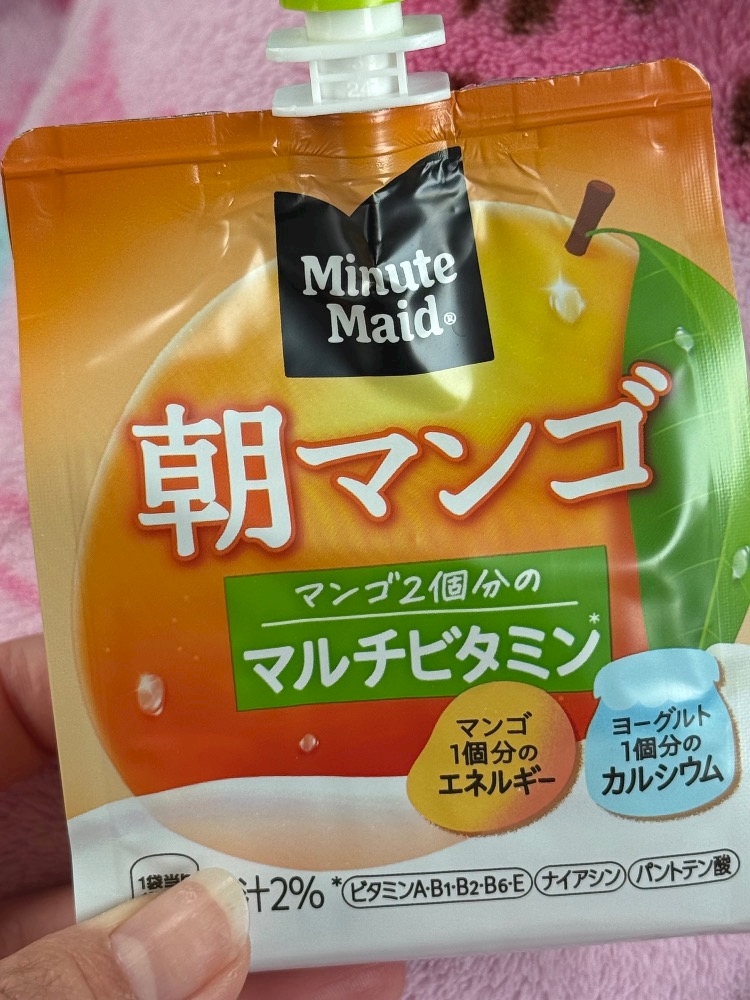 Minute
Maid®
朝マンゴ
マンゴ2個分の
マルチビタミン*
マンゴ
1個分の
エネルギー
ヨーグルト
1個分の
カルシウム
1袋当
汁2%
*ビタミンA·B1·B2·B6·E ナイアシン パントテン酸